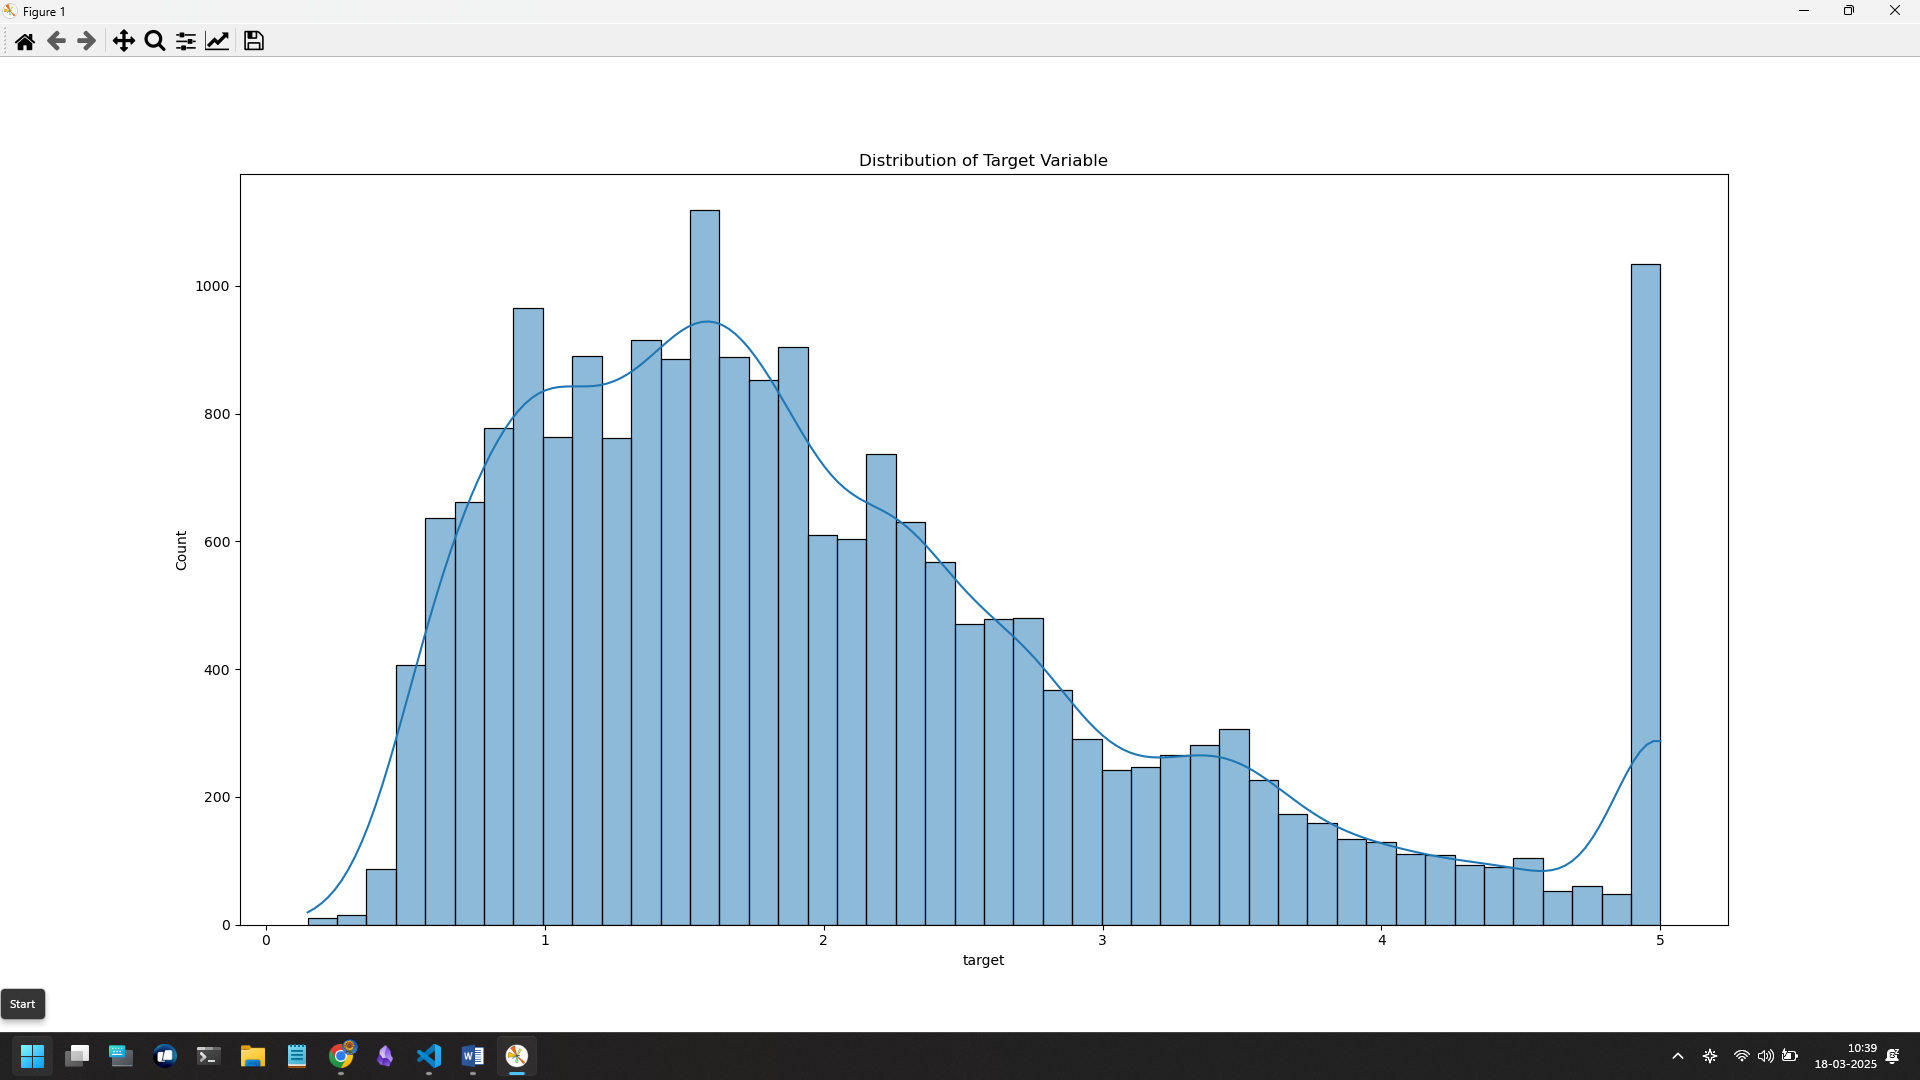 Figure 1
Distribution of Target Variable
1000
800
600
400
200
0
Count
0 1 2 3 4 5
target
Start
10:39
18-03-2025